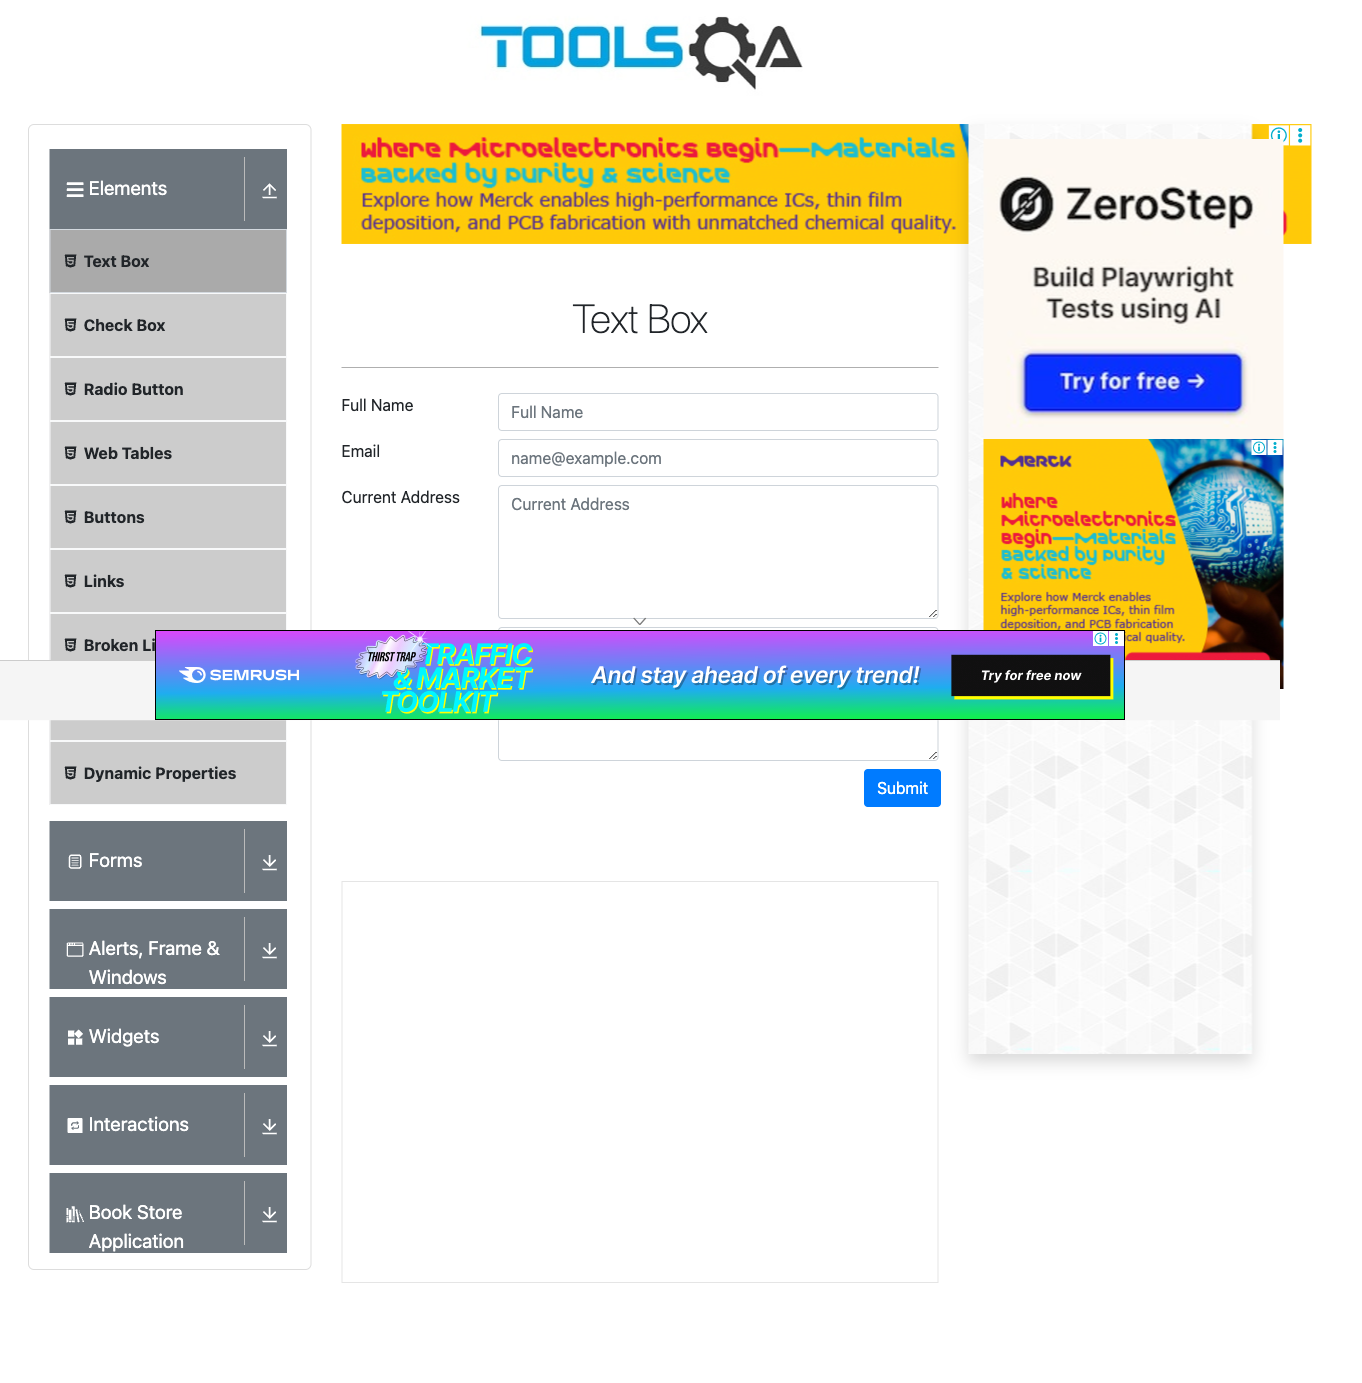 TOOLSQA
Elements
Text Box
Check Box
Radio Button
Web Tables
Buttons
Links
Broken Li
Dynamic Properties
Forms
Alerts, Frame &
Windows
Widgets
Interactions
Book Store
Application
Where Microelectronics Begin—Materials
Backed by Purity & Science
Explore how Merck enables high-performance ICs, thin film
deposition, and PCB fabrication with unmatched chemical quality.
Text Box
Full Name
Full Name
Email
name@example.com
Current Address
Current Address
Submit
ZeroStep
Build Playwright
Tests using AI
Try for free →
MERCK
Where
Microelectronics
Begin—Materials
Backed by Purity
& Science
Explore how Merck enables
high-performance ICs, thin film
deposition, and PCB
cal quality.
SEMRUSH
THIRST TRAP
TRAFFIC
& MARKET
TOOLKIT
And stay ahead of every trend!
Try for free now